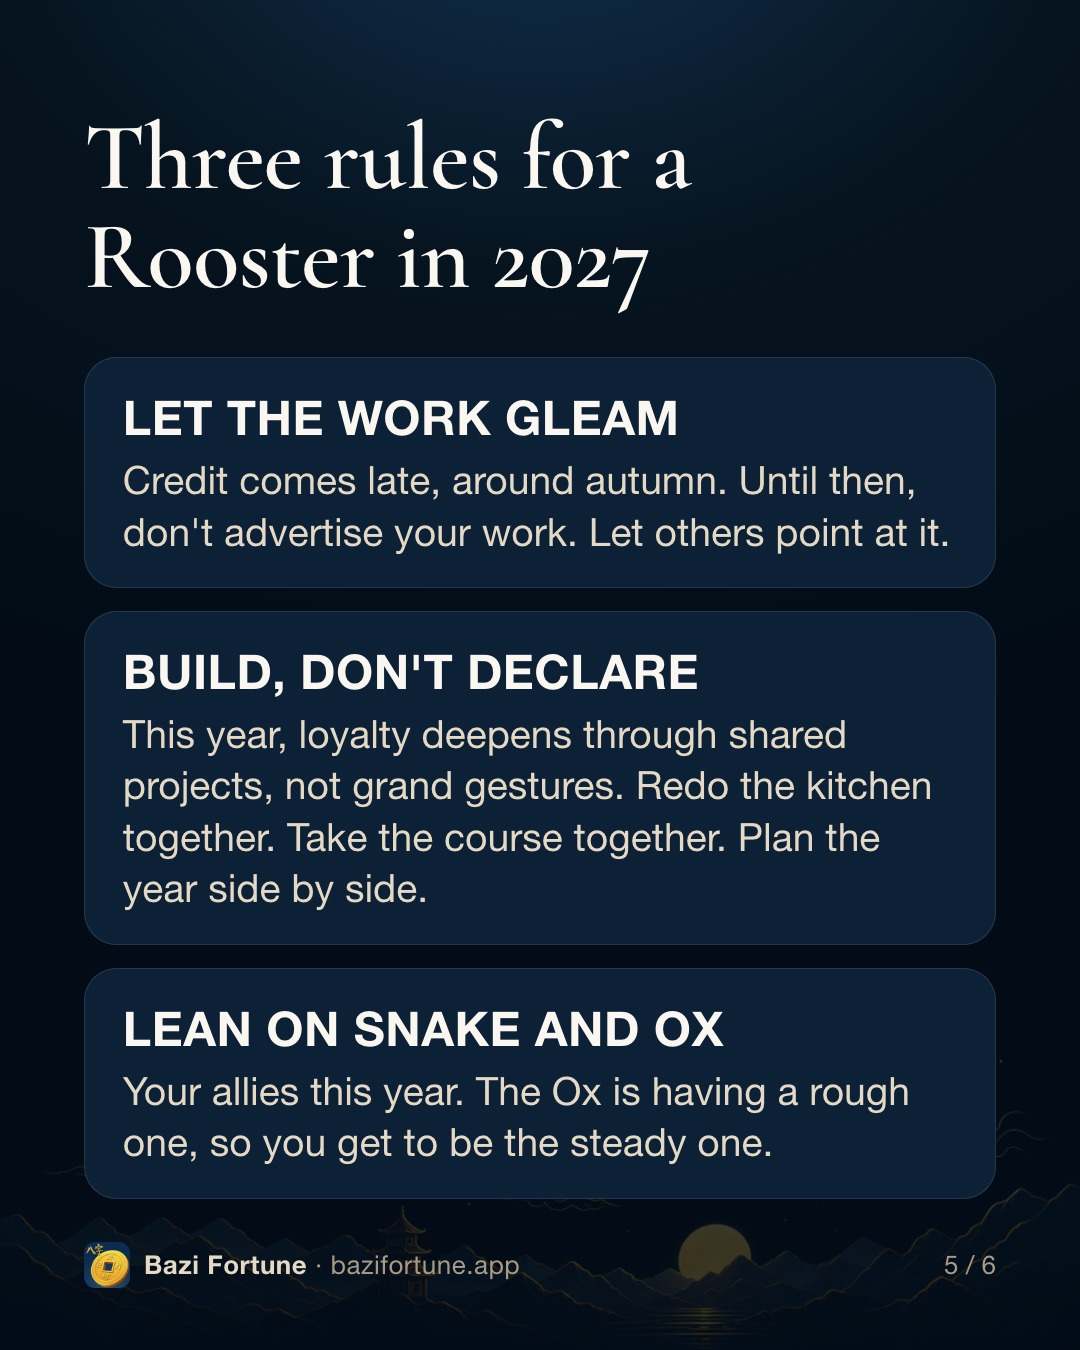 Three rules for a
Rooster in 2027
LET THE WORK GLEAM
Credit comes late, around autumn. Until then,
don't advertise your work. Let others point at it.
BUILD, DON'T DECLARE
This year, loyalty deepens through shared
projects, not grand gestures. Redo the kitchen
together. Take the course together. Plan the
year side by side.
LEAN ON SNAKE AND OX
Your allies this year. The Ox is having a rough
one, so you get to be the steady one.
八字
Bazi Fortune · bazifortune.app
5 / 6